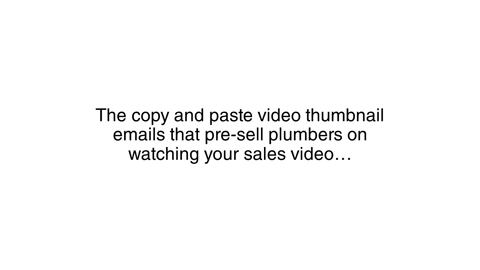 The copy and paste video thumbnail
emails that pre-sell plumbers on
watching your sales video…